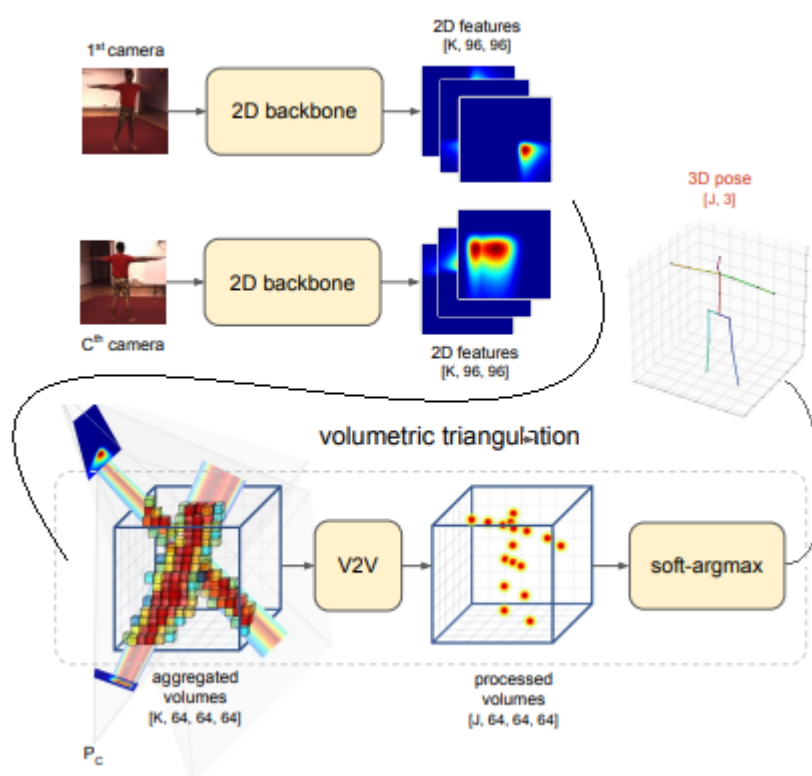 1st camera
2D backbone
2D features
[K, 96, 96]
Cth camera
2D backbone
2D features
[K, 96, 96]
3D pose
[J, 3]
volumetric triangulation
V2V
soft-argmax
aggregated
volumes
[K, 64, 64, 64]
processed
volumes
[J, 64, 64, 64]
Pc